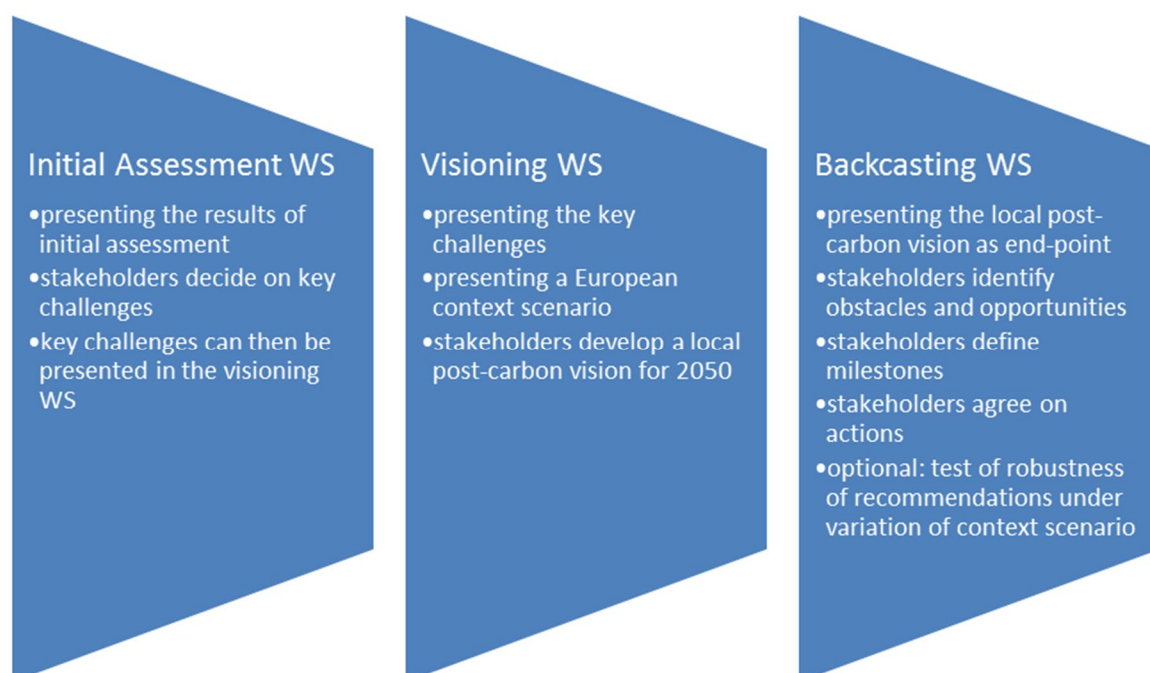 Initial Assessment WS
•presenting the results of
initial assessment
•stakeholders decide on key
challenges
•key challenges can then be
presented in the visioning
WS
Visioning WS
•presenting the key
challenges
•presenting a European
context scenario
•stakeholders develop a local
post-carbon vision for 2050
Backcasting WS
•presenting the local post-
carbon vision as end-point
•stakeholders identify
obstacles and opportunities
•stakeholders define
milestones
•stakeholders agree on
actions
•optional: test of robustness
of recommendations under
variation of context scenario